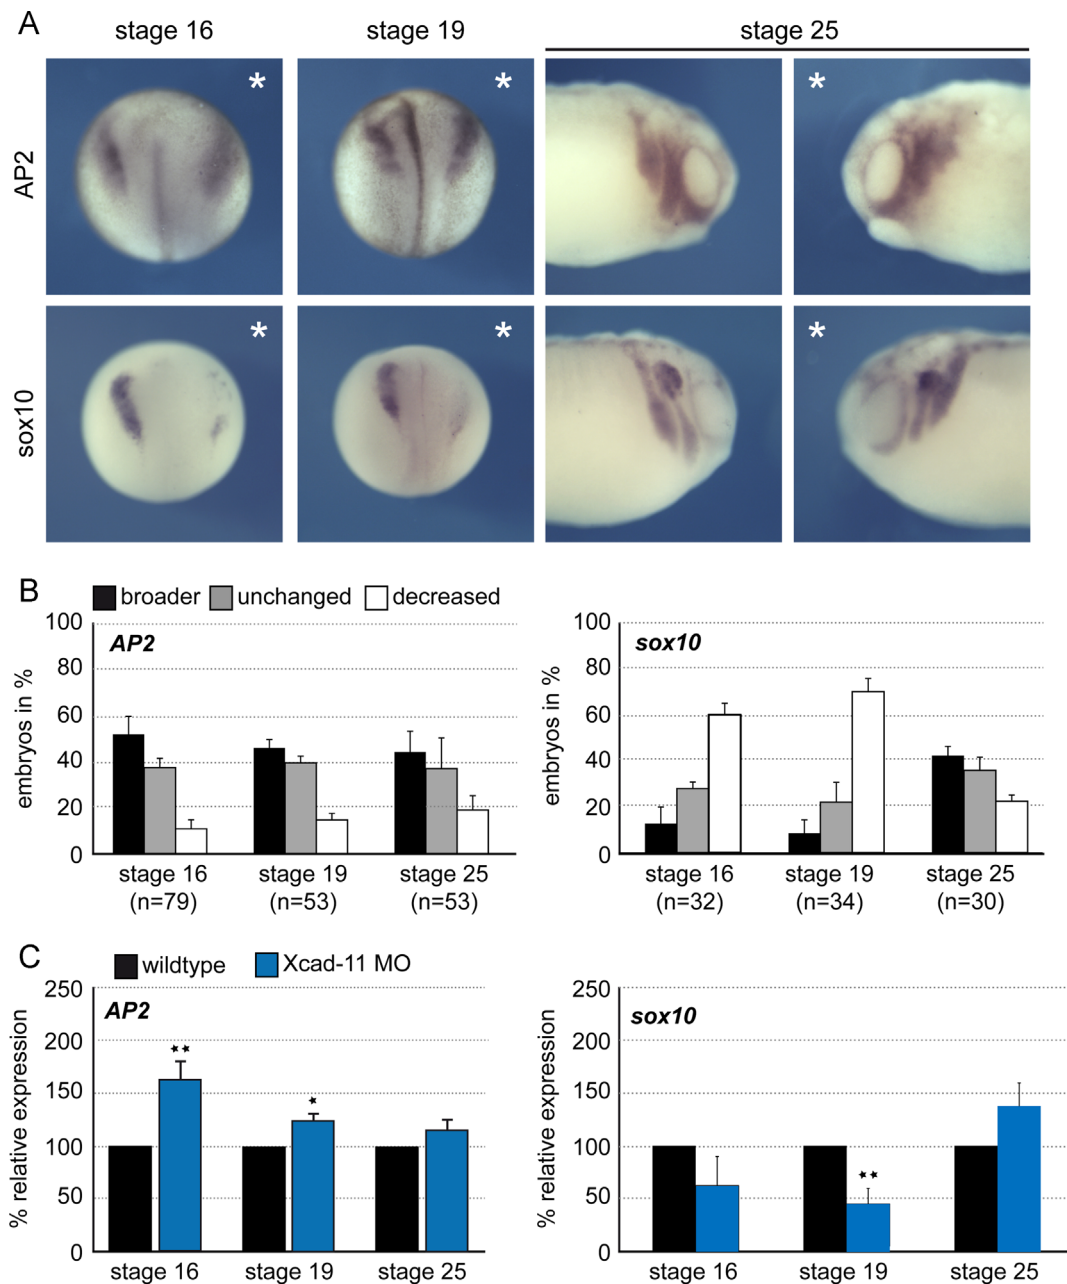 A
stage 16 stage 19 stage 25
AP2
* * *
sox10
* * *
B
broader unchanged decreased
embryos in %
100
80
60
40
20
0
AP2
stage 16 stage 19 stage 25
(n=79) (n=53) (n=53)
embryos in %
100
80
60
40
20
0
sox10
stage 16 stage 19 stage 25
(n=32) (n=34) (n=30)
C
wildtype Xcad-11 MO
% relative expression
250
200
150
100
50
0
AP2
★★
★
stage 16 stage 19 stage 25
% relative expression
250
200
150
100
50
0
sox10
★★
stage 16 stage 19 stage 25